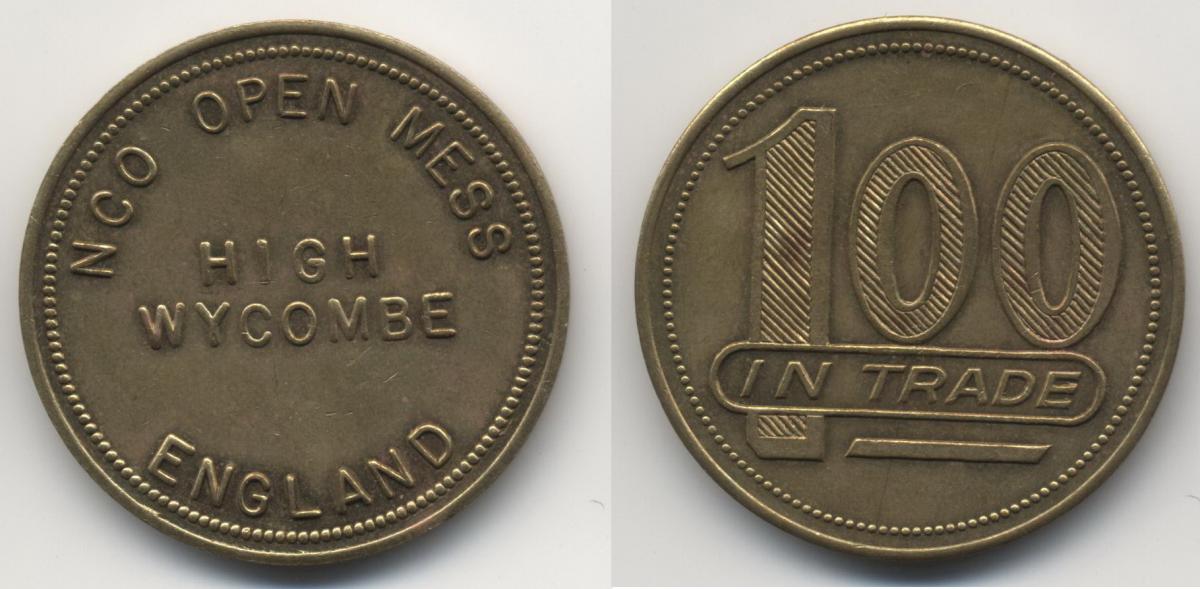 NCO OPEN MESS
HIGH
WYCOMBE
ENGLAND
100
IN TRADE